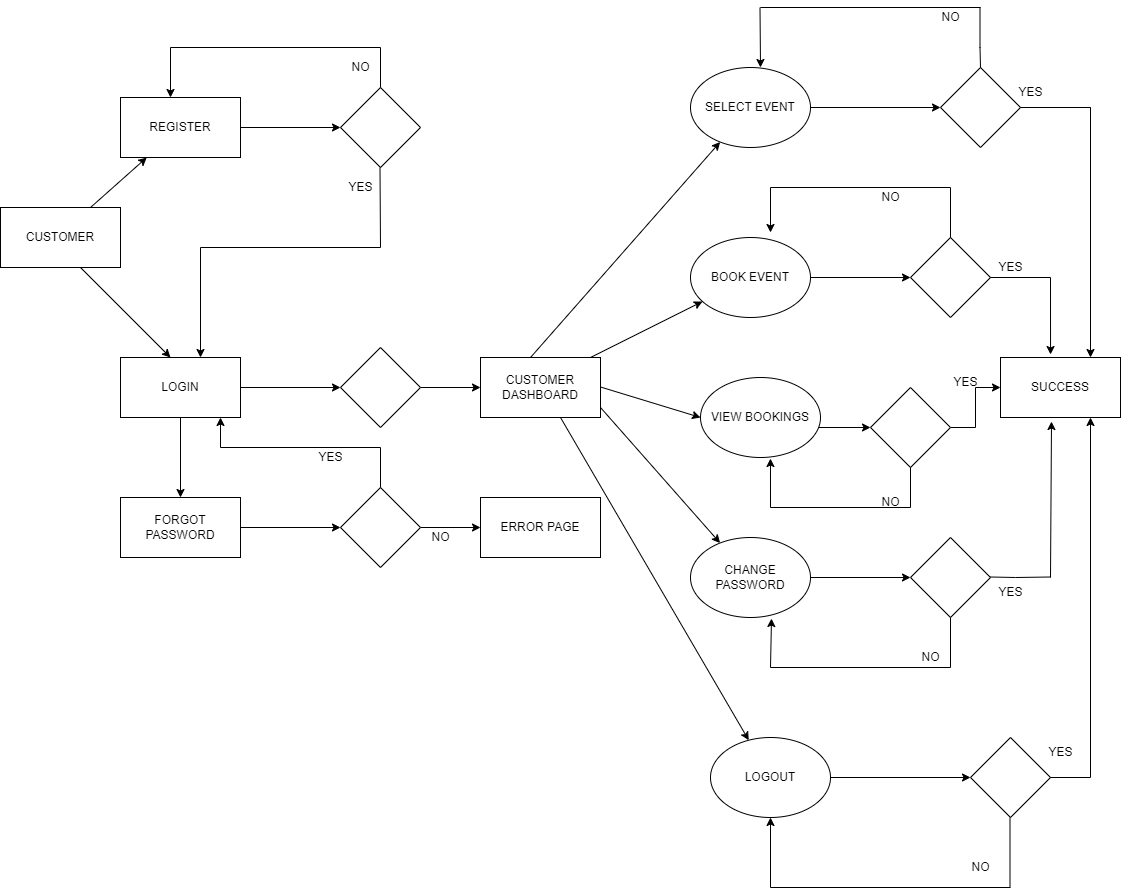 NO
NO
YES
SELECT EVENT
REGISTER
YES
NO
CUSTOMER
BOOK EVENT
YES
LOGIN
CUSTOMER
DASHBOARD
YES
SUCCESS
VIEW BOOKINGS
YES
NO
FORGOT
PASSWORD
NO
ERROR PAGE
CHANGE
PASSWORD
YES
NO
YES
LOGOUT
NO